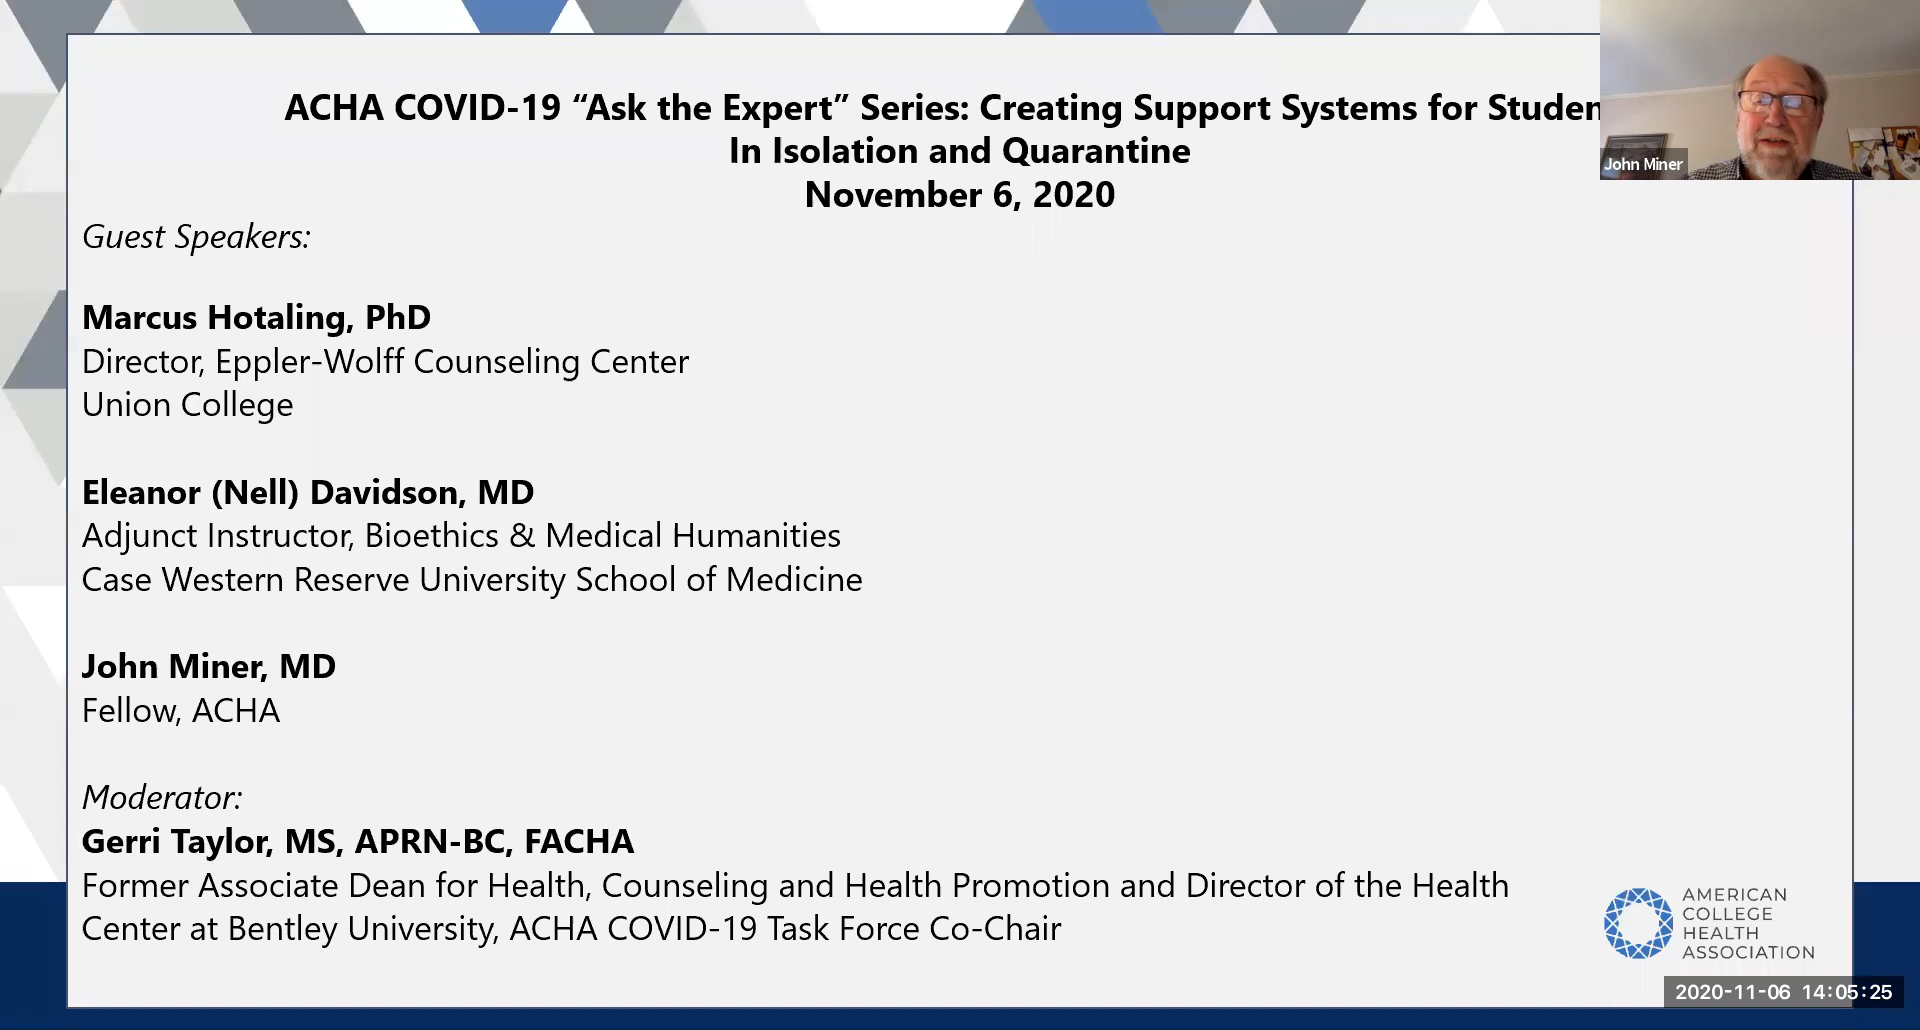 ACHA COVID-19 “Ask the Expert” Series: Creating Support Systems for
In Isolation and Quarantine
November 6, 2020
John Miner
Guest Speakers:
Marcus Hotaling, PhD
Director, Eppler-Wolff Counseling Center
Union College
Eleanor (Nell) Davidson, MD
Adjunct Instructor, Bioethics & Medical Humanities
Case Western Reserve University School of Medicine
John Miner, MD
Fellow, ACHA
Moderator:
Gerri Taylor, MS, APRN-BC, FACHA
Former Associate Dean for Health, Counseling and Health Promotion and Director of the Health
Center at Bentley University, ACHA COVID-19 Task Force Co-Chair
AMERICAN
COLLEGE
HEALTH
ASSOCIATION
2020-11-06 14:05:25